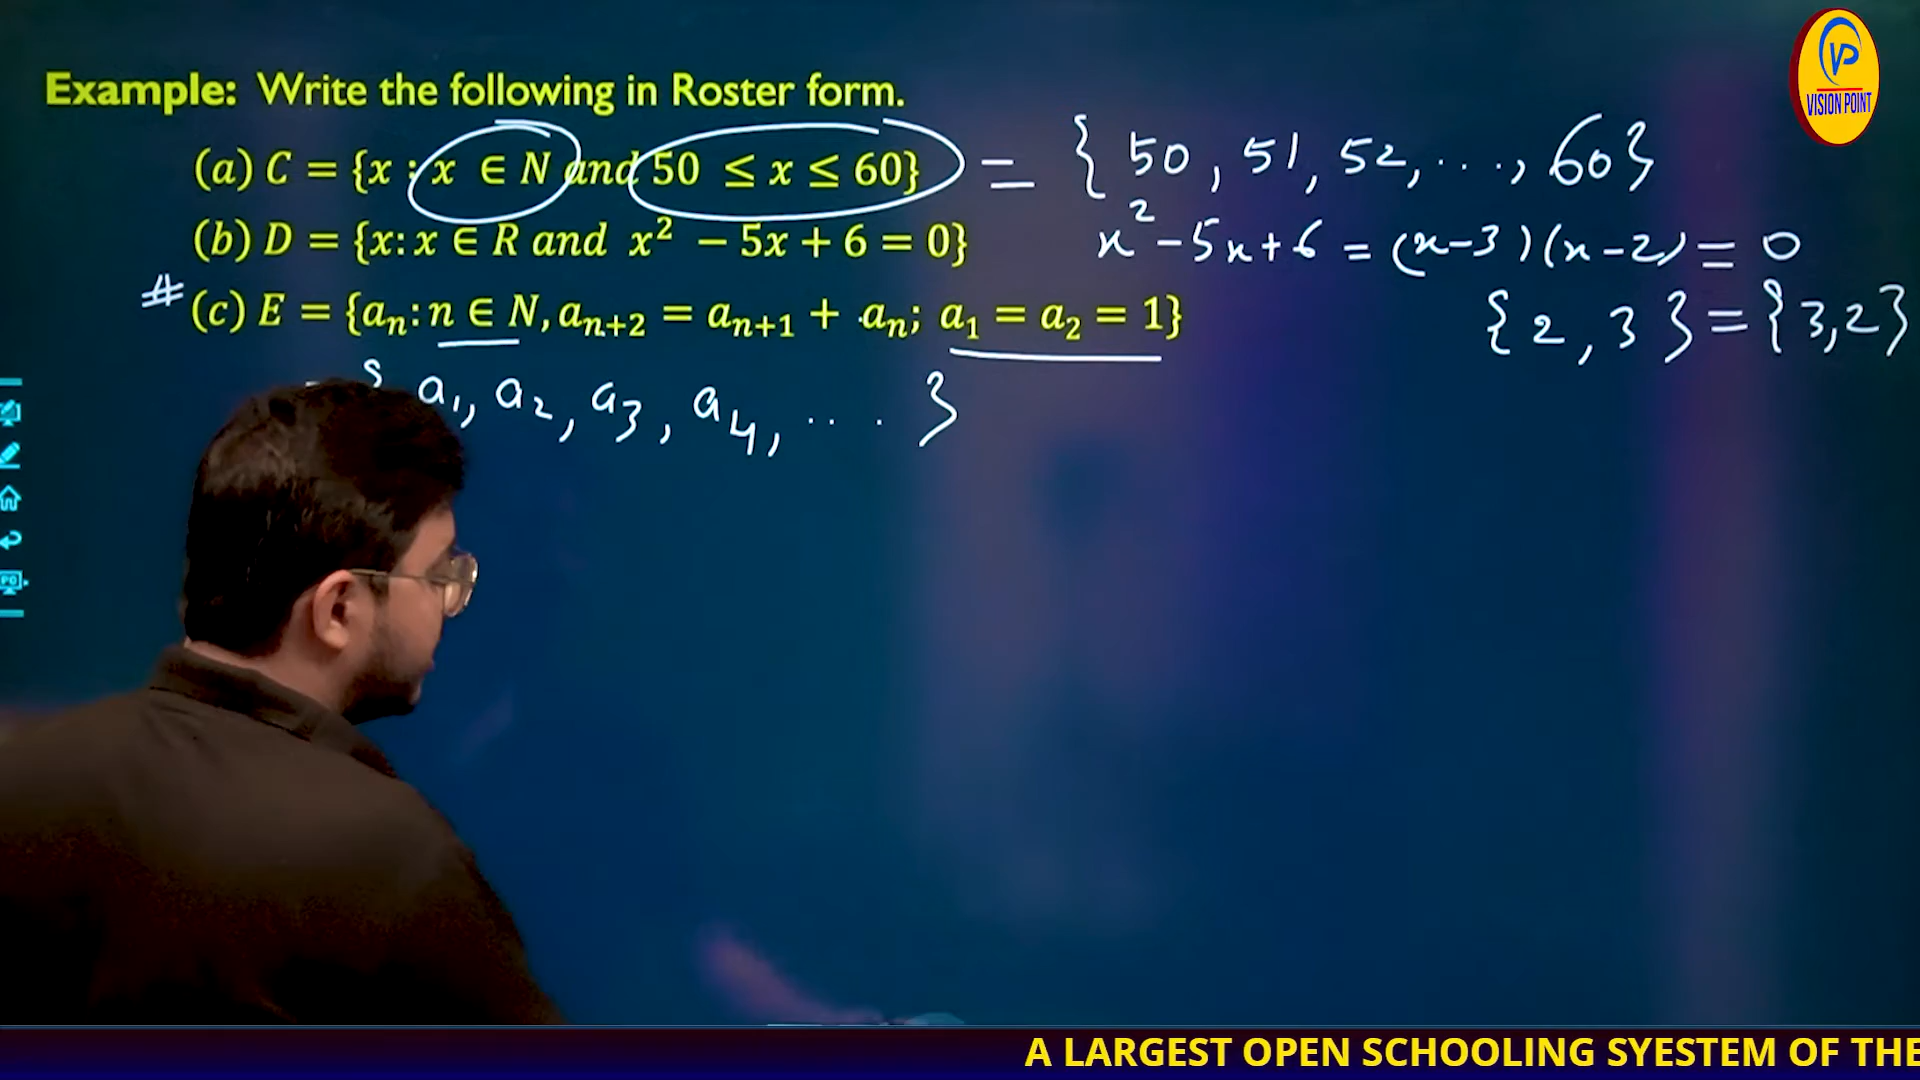 VP
VISION POINT
Example: Write the following in Roster form.
(a) C = {x : x ∈ N and 50 ≤ x ≤ 60} = { 50, 51, 52, ..., 60}
(b) D = {x: x ∈ R and x² − 5x + 6 = 0} x² − 5x + 6 = (x−3)(x−2) = 0
# (c) E = {aₙ: n ∈ N, aₙ₊₂ = aₙ₊₁ + aₙ; a₁ = a₂ = 1} {2, 3} = {3,2}
{ a₁, a₂, a₃, a₄, .... }
PC
A LARGEST OPEN SCHOOLING SYESTEM OF THE